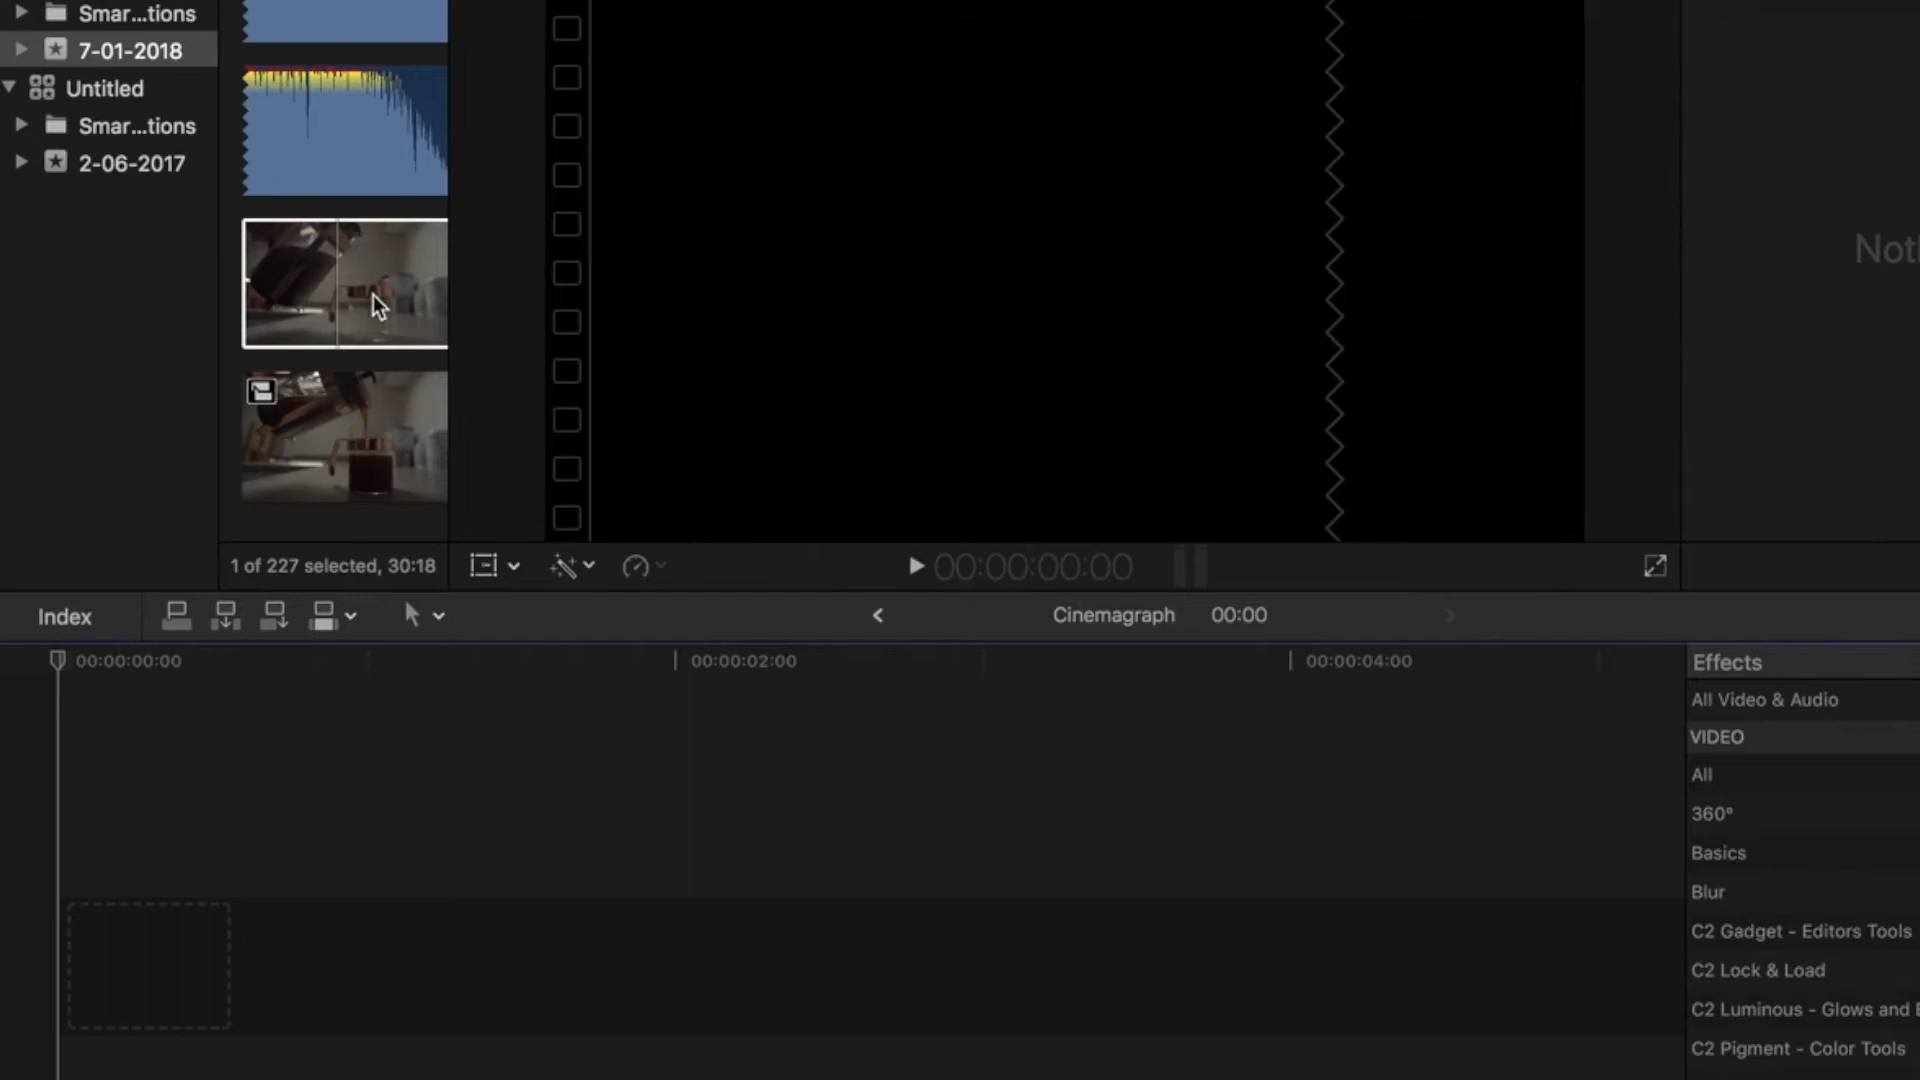 Smar...tions
7-01-2018
Untitled
Smar...tions
2-06-2017
Not
1 of 227 selected, 30:18
00:00:00:00
Index
Cinemagraph 00:00
00:00:00:00
00:00:02:00
00:00:04:00
Effects
All Video & Audio
VIDEO
All
360°
Basics
Blur
C2 Gadget - Editors Tools
C2 Lock & Load
C2 Luminous - Glows and
C2 Pigment - Color Tools